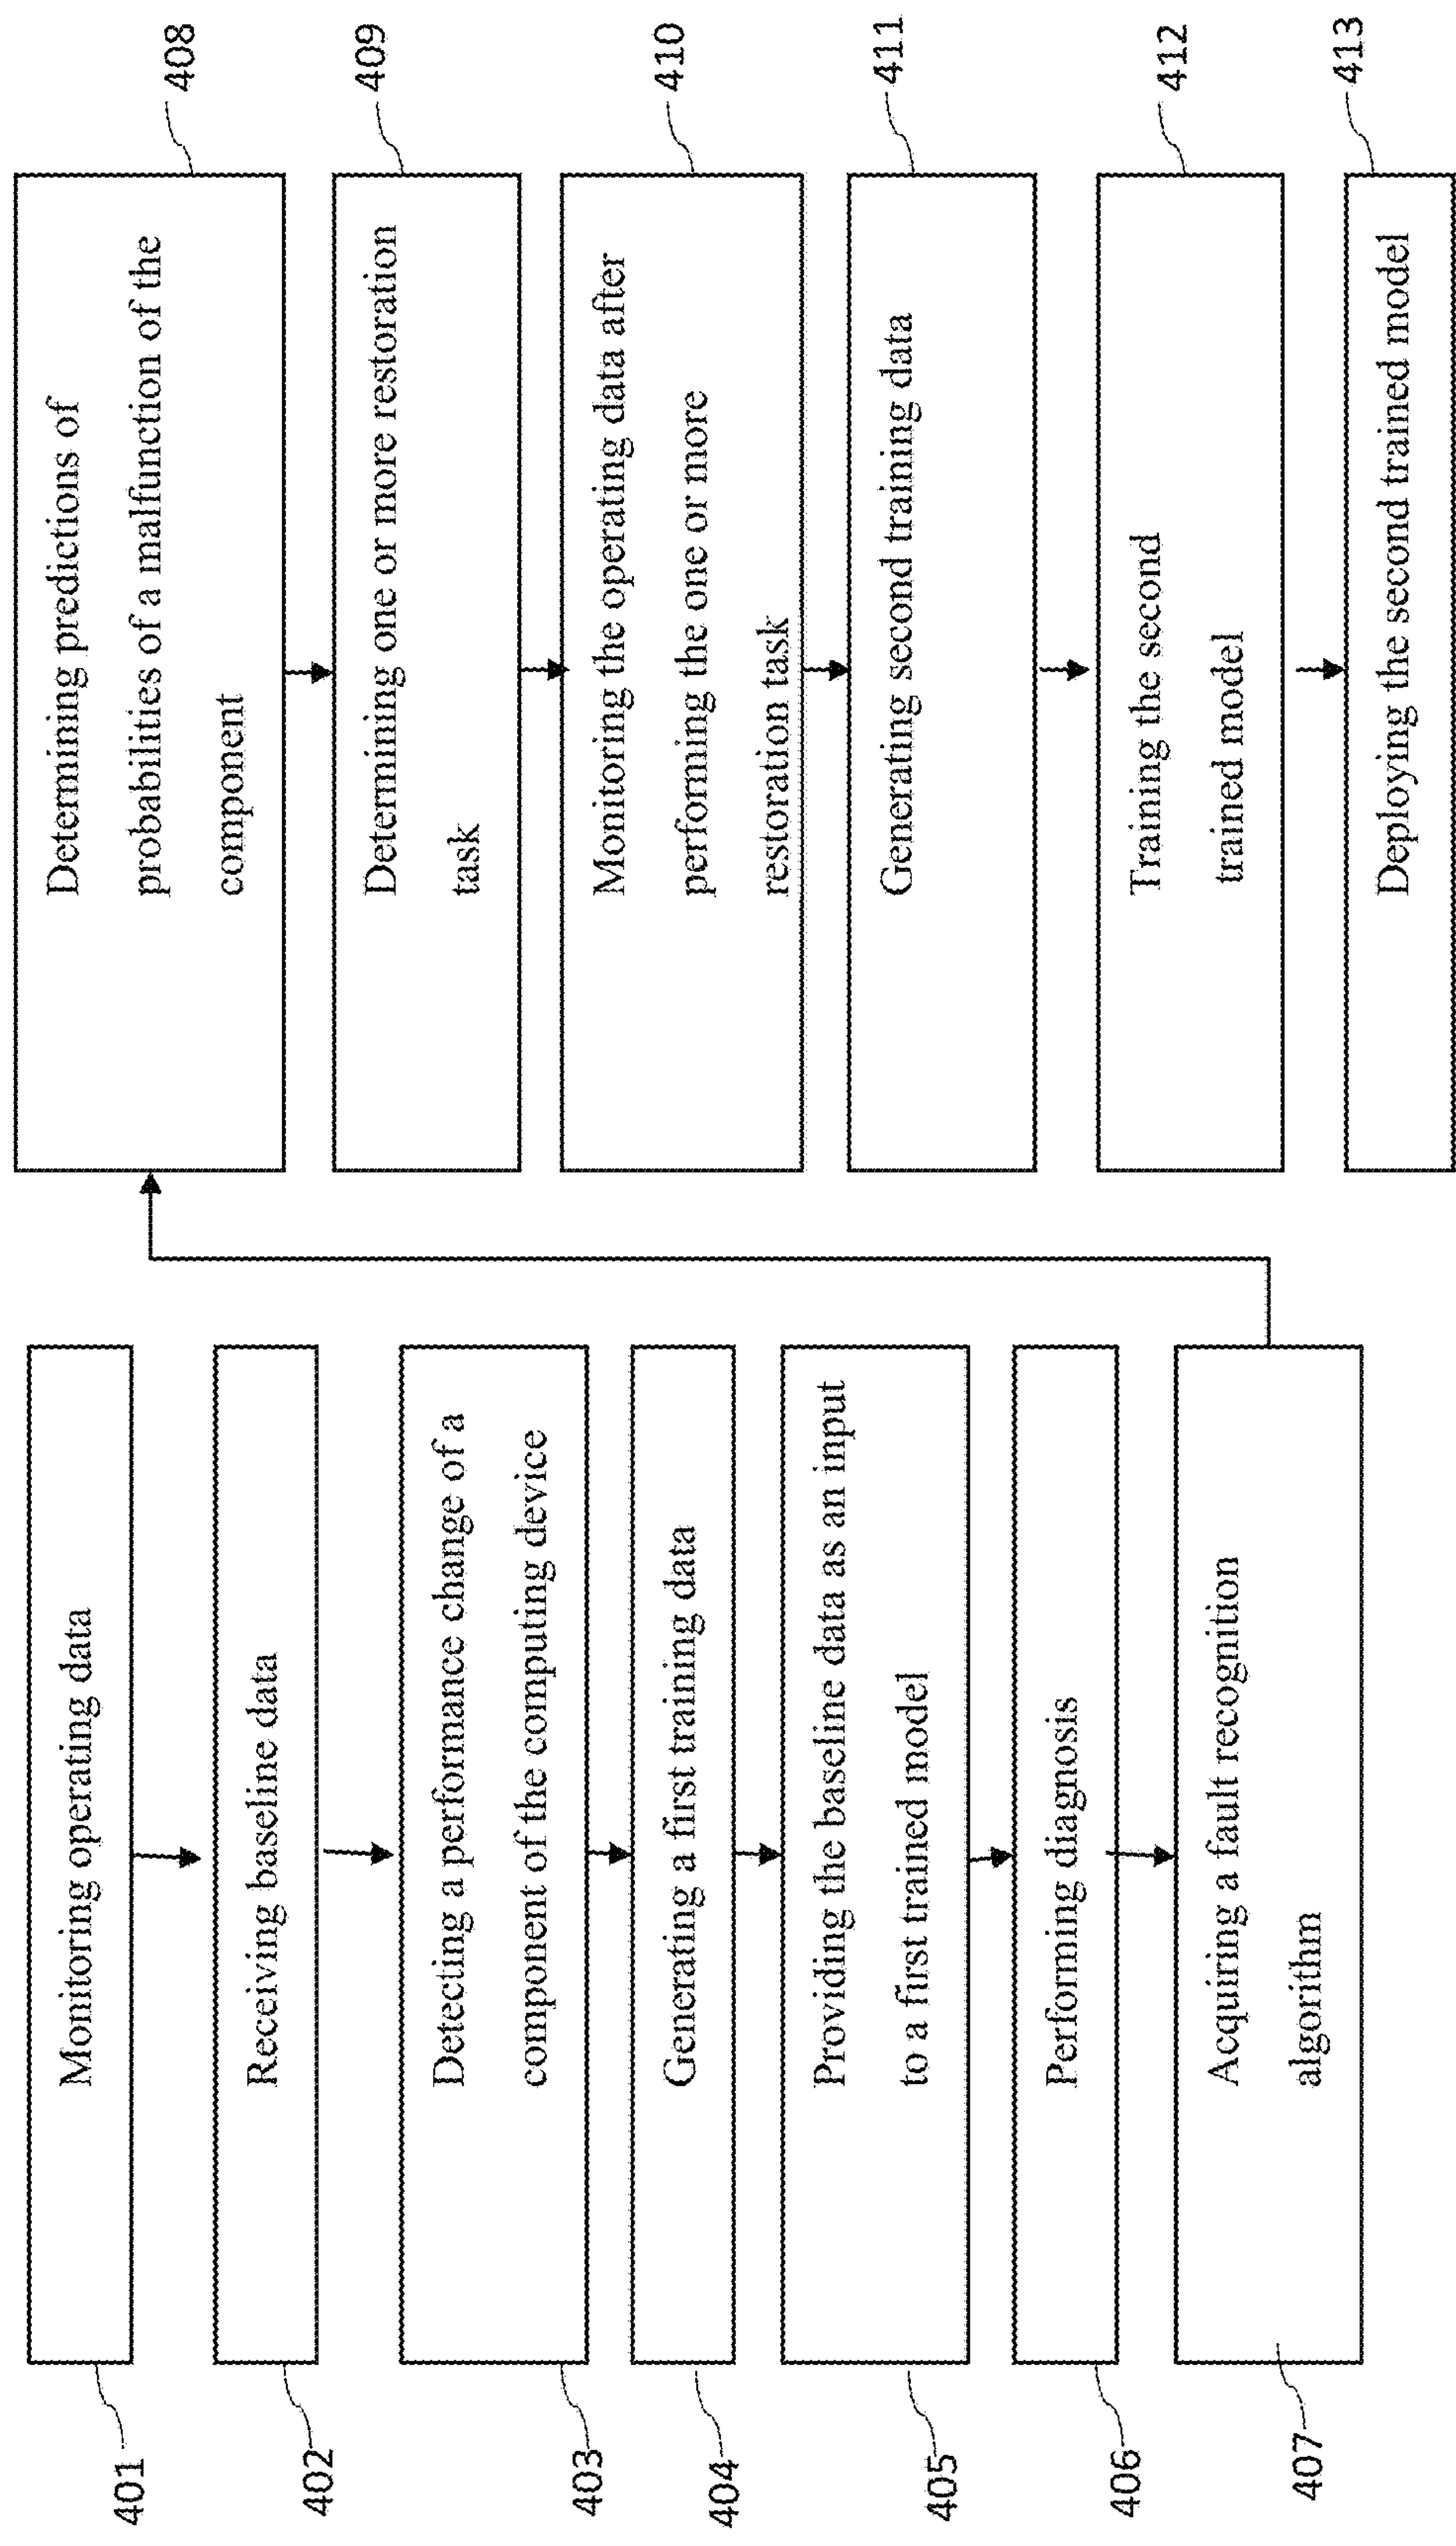 401
Monitoring operating data
402
Receiving baseline data
403
Detecting a performance change of a
component of the computing device
404
Generating a first training data
405
Providing the baseline data as an input
to a first trained model
406
Performing diagnosis
407
Acquiring a fault recognition
algorithm
Determining predictions of
probabilities of a malfunction of the
component
408
Determining one or more restoration
task
409
Monitoring the operating data after
performing the one or more
restoration task
410
Generating second training data
411
Training the second
trained model
412
Deploying the second trained model
413